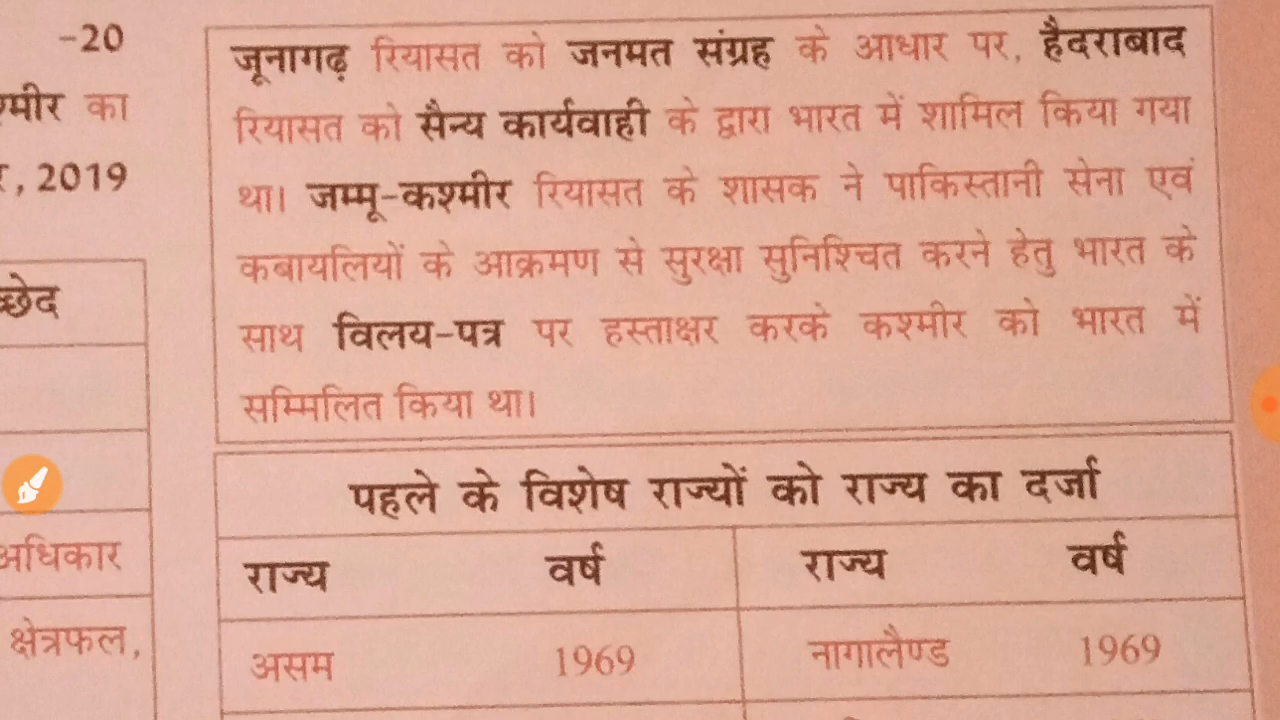 -20
का
, 2019
अधिकार
क्षेत्रफल,
जूनागढ़ रियासत को जनमत संग्रह के आधार पर, हैदराबाद
रियासत को सैन्य कार्यवाही के द्वारा भारत में शामिल किया गया
था। जम्मू-कश्मीर रियासत के शासक ने पाकिस्तानी सेना एवं
कबायलियों के आक्रमण से सुरक्षा सुनिश्चित करने हेतु भारत के
साथ विलय-पत्र पर हस्ताक्षर करके कश्मीर को भारत में
सम्मिलित किया था।
पहले के विशेष राज्यों को राज्य का दर्जा
राज्य वर्ष राज्य वर्ष
असम 1969 नागालैण्ड 1969